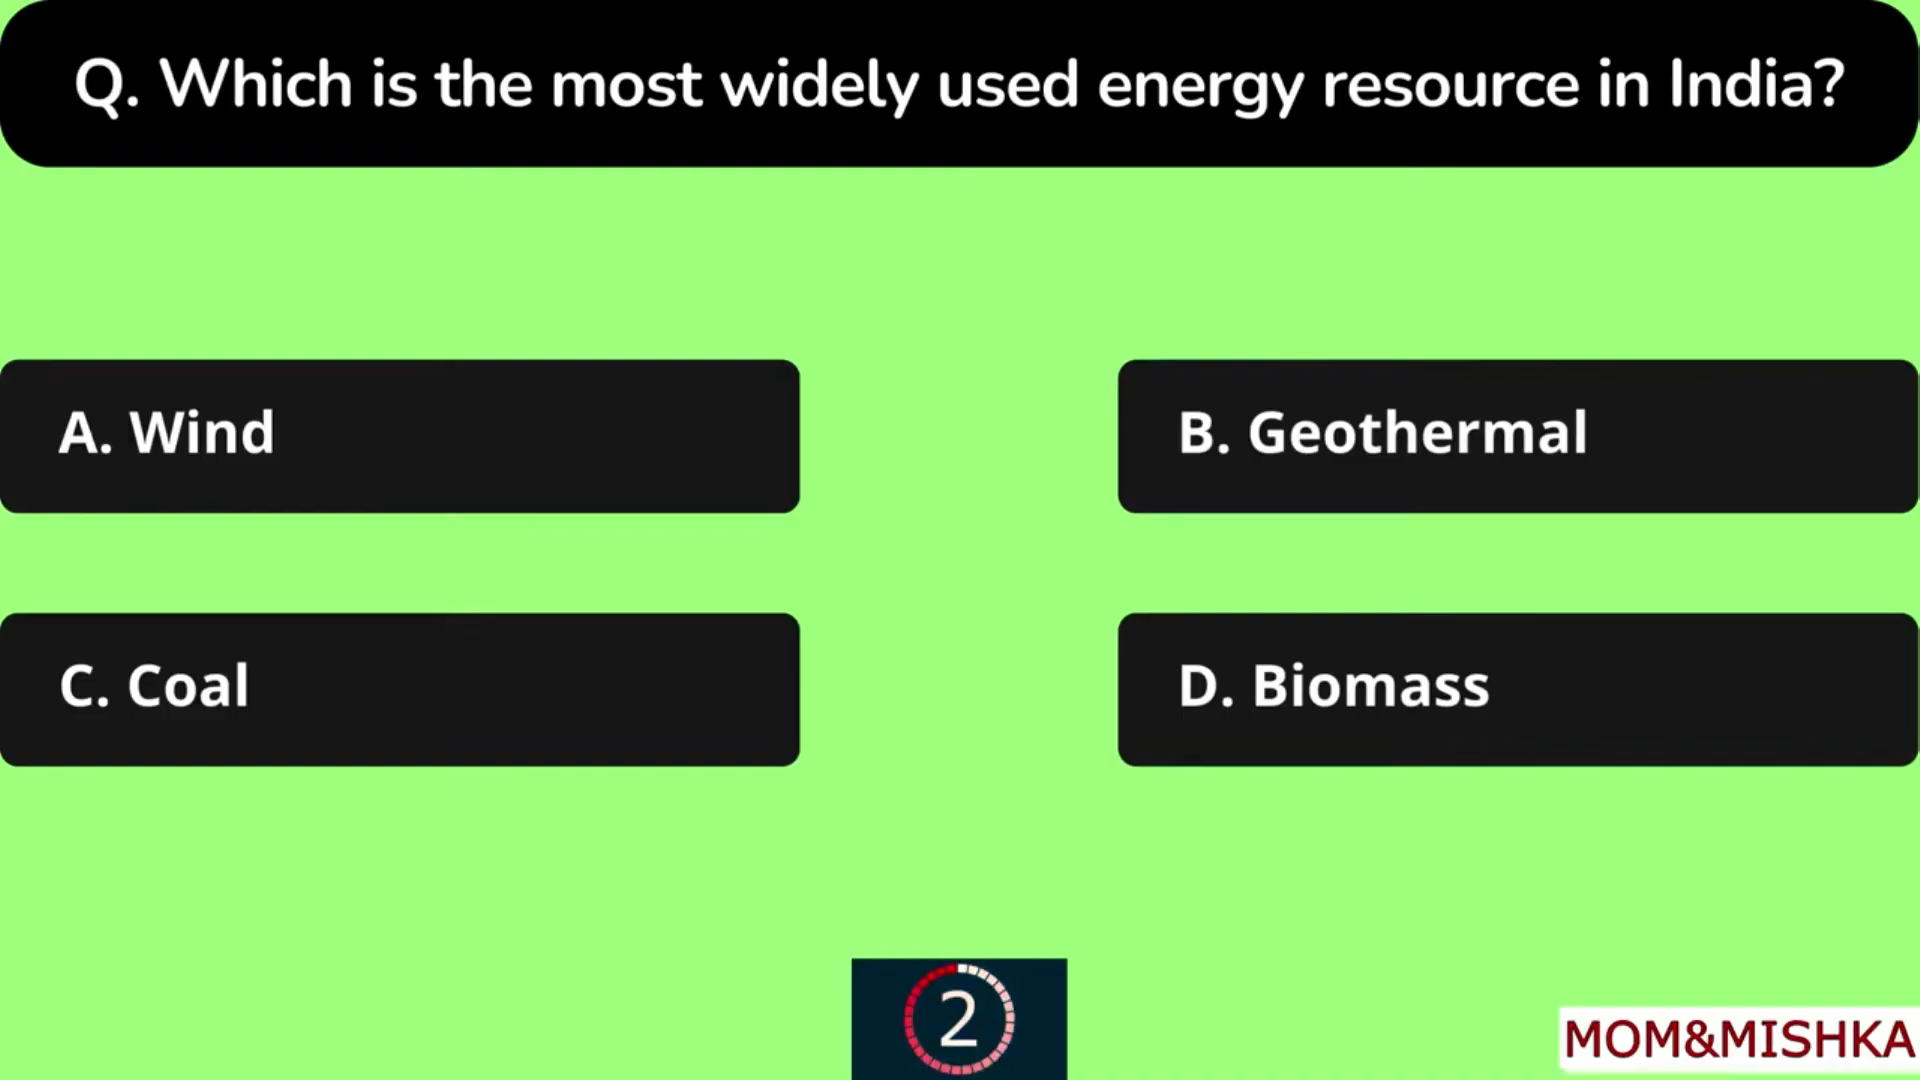 Q. Which is the most widely used energy resource in India?
A. Wind
B. Geothermal
C. Coal
D. Biomass
2
MOM&MISHKA